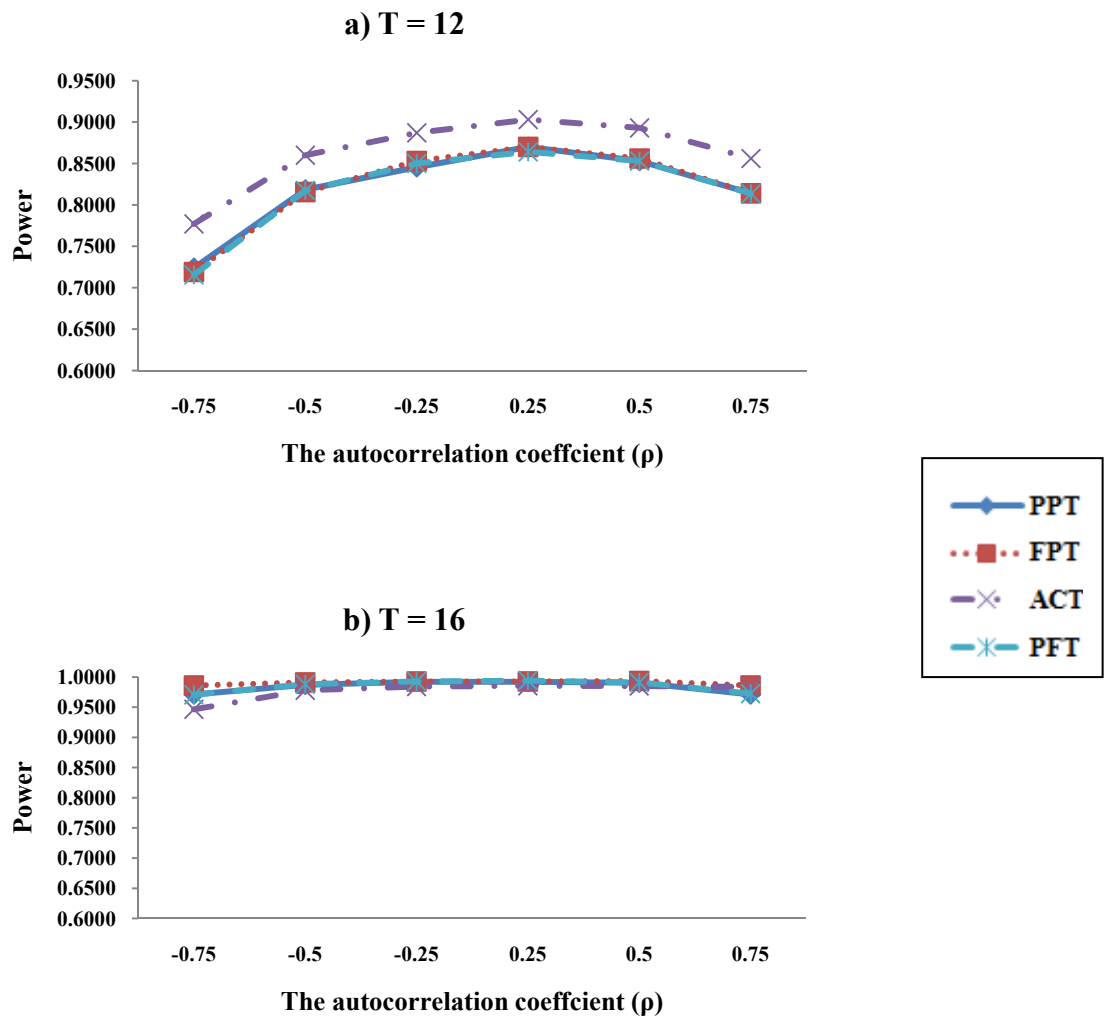 a) T = 12
0.9500
0.9000
0.8500
0.8000
0.7500
0.7000
0.6500
0.6000
Power
-0.75 -0.5 -0.25 0.25 0.5 0.75
The autocorrelation coeffcient (ρ)
PPT
FPT
ACT
PFT
b) T = 16
1.0000
0.9500
0.9000
0.8500
0.8000
0.7500
0.7000
0.6500
0.6000
Power
-0.75 -0.5 -0.25 0.25 0.5 0.75
The autocorrelation coeffcient (ρ)